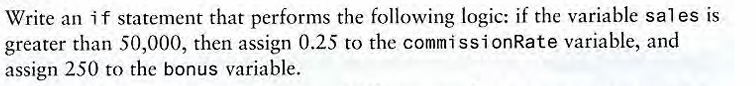 Write an if statement that performs the following logic: if the variable sales is
greater than 50,000, then assign 0.25 to the commissionRate variable, and
assign 250 to the bonus variable.